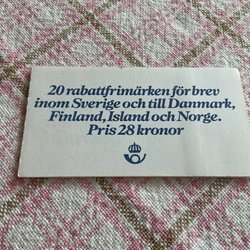 20 rabattfrimärken för brev
inom Sverige och till Danmark,
Finland, Island och Norge.
Pris 28 kronor